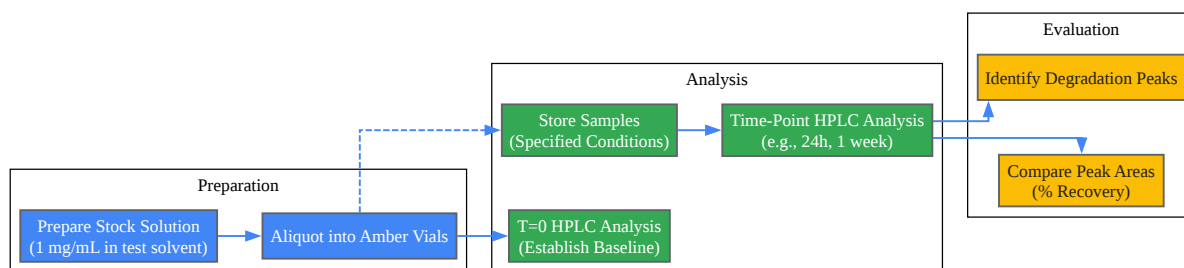 Preparation
Prepare Stock Solution
(1 mg/mL in test solvent)
Aliquot into Amber Vials
Analysis
Store Samples
(Specified Conditions)
Time-Point HPLC Analysis
(e.g., 24h, 1 week)
T=0 HPLC Analysis
(Establish Baseline)
Evaluation
Identify Degradation Peaks
Compare Peak Areas
(% Recovery)